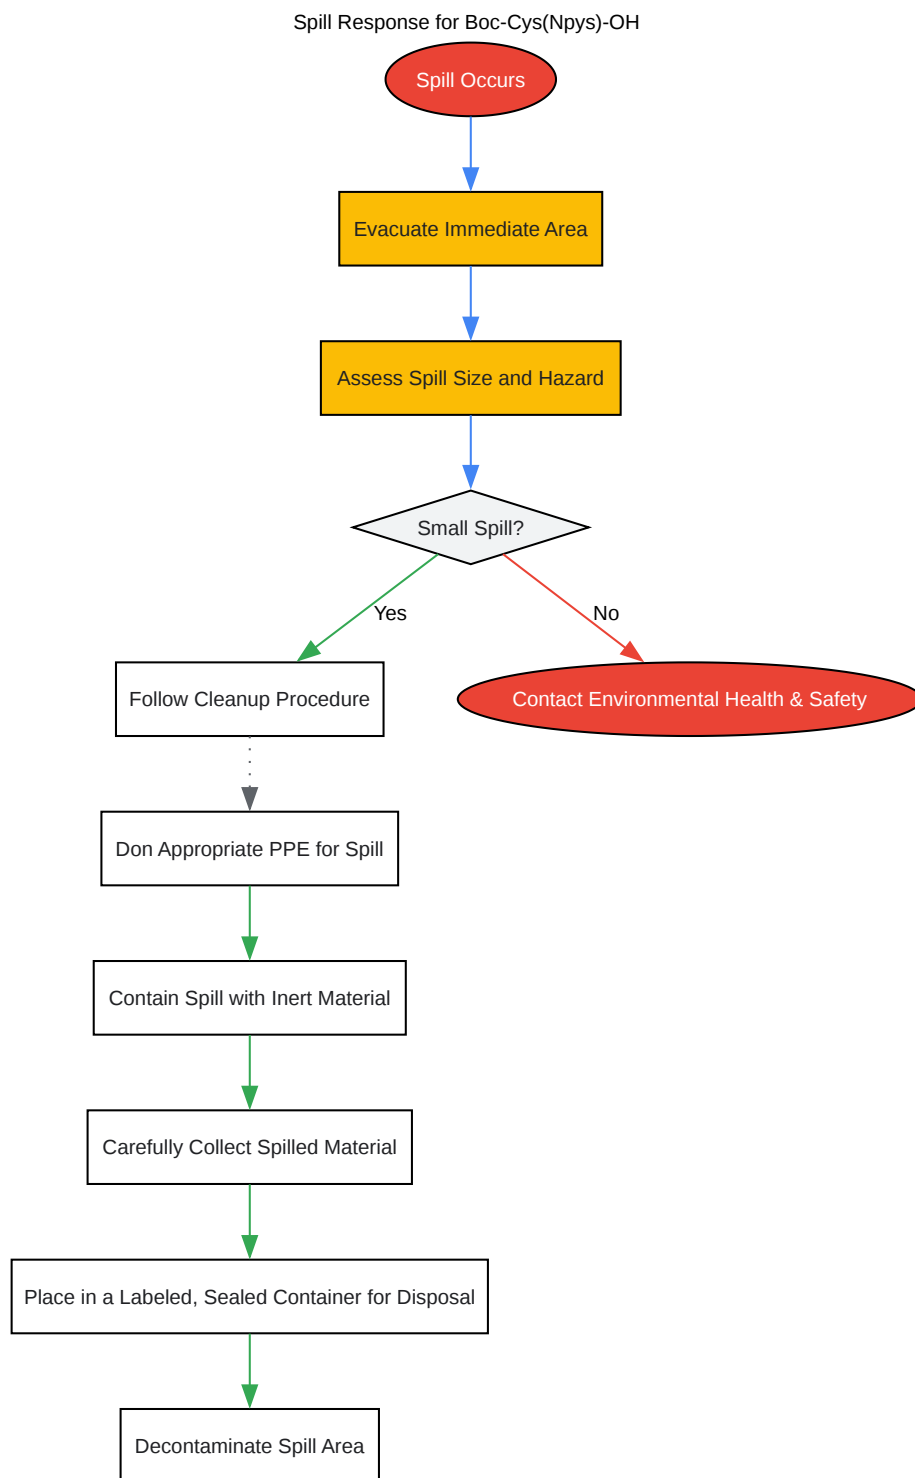 Spill Response for Boc-Cys(Npys)-OH
Spill Occurs
Evacuate Immediate Area
Assess Spill Size and Hazard
Small Spill?
Yes
No
Follow Cleanup Procedure
Contact Environmental Health & Safety
Don Appropriate PPE for Spill
Contain Spill with Inert Material
Carefully Collect Spilled Material
Place in a Labeled, Sealed Container for Disposal
Decontaminate Spill Area